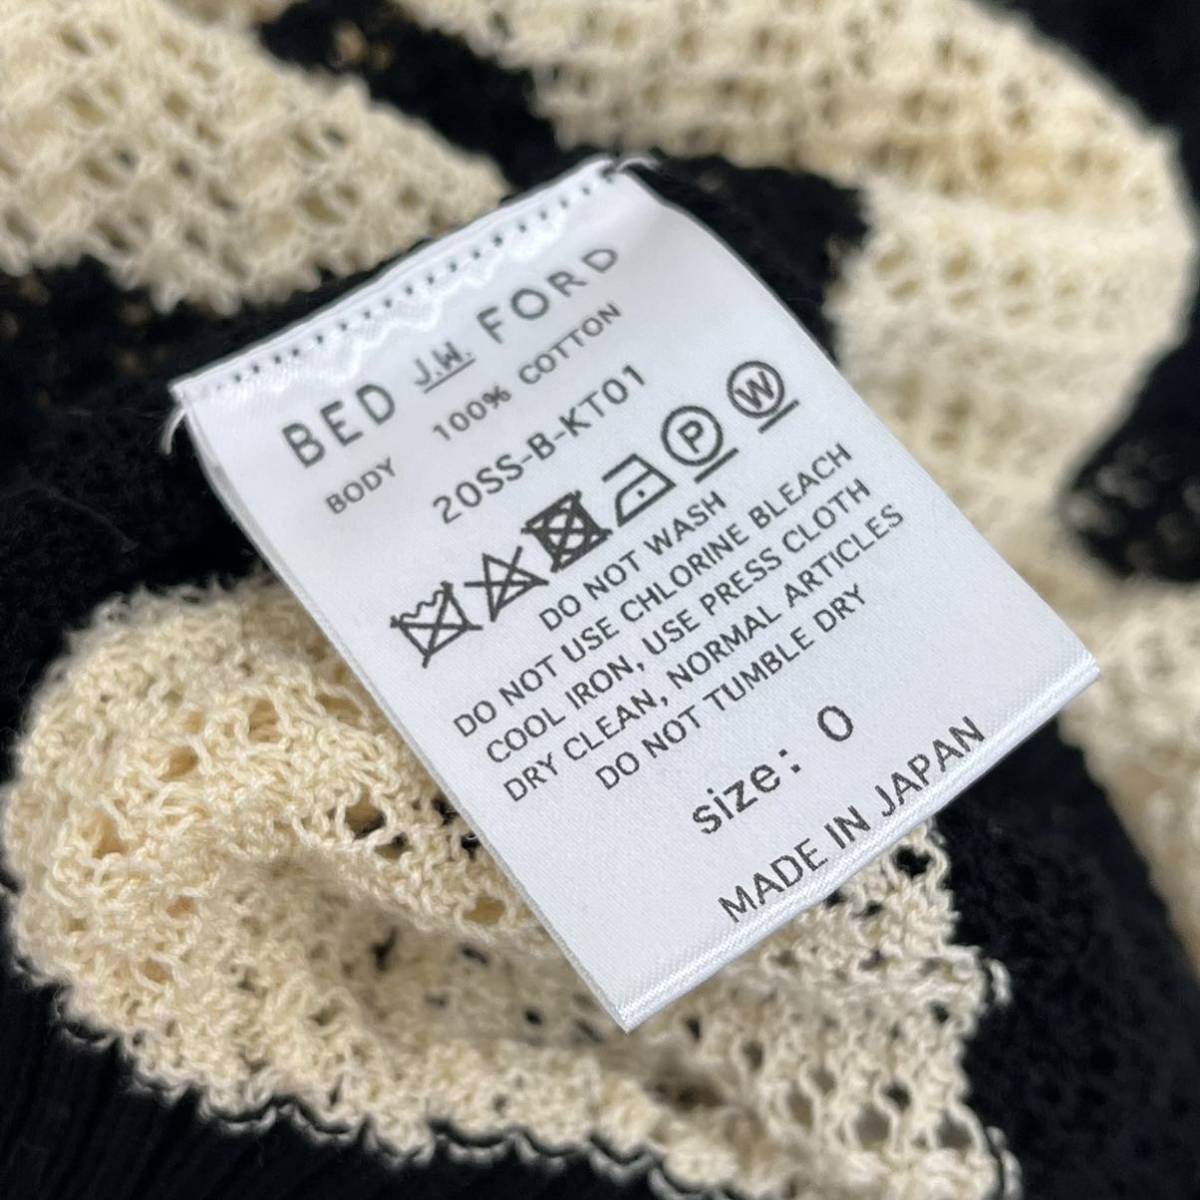 BED J.W. FORD
BODY 100% COTTON
20SS-B-KT01
P W
DO NOT WASH
DO NOT USE CHLORINE BLEACH
COOL IRON, USE PRESS CLOTH
DRY CLEAN, NORMAL ARTICLES
DO NOT TUMBLE DRY
size: 0
MADE IN JAPAN